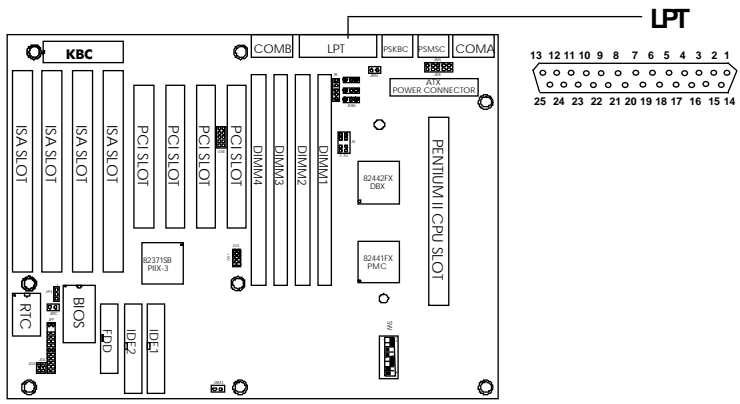 LPT
KBC
COMB
LPT
PSKBC
PSMSC
COMA
ATX
POWER CONNECTOR
13 12 11 10 9 8 7 6 5 4 3 2 1
25 24 23 22 21 20 19 18 17 16 15 14
ISA SLOT
ISA SLOT
ISA SLOT
ISA SLOT
PCI SLOT
PCI SLOT
PCI SLOT
PCI SLOT
DIMM4
DIMM3
DIMM2
DIMM1
82442FX
DBX
PENTIUM II CPU SLOT
82371SB
PIIX-3
82441FX
PMC
RTC
BIOS
FDD
IDE2
IDE1
SW